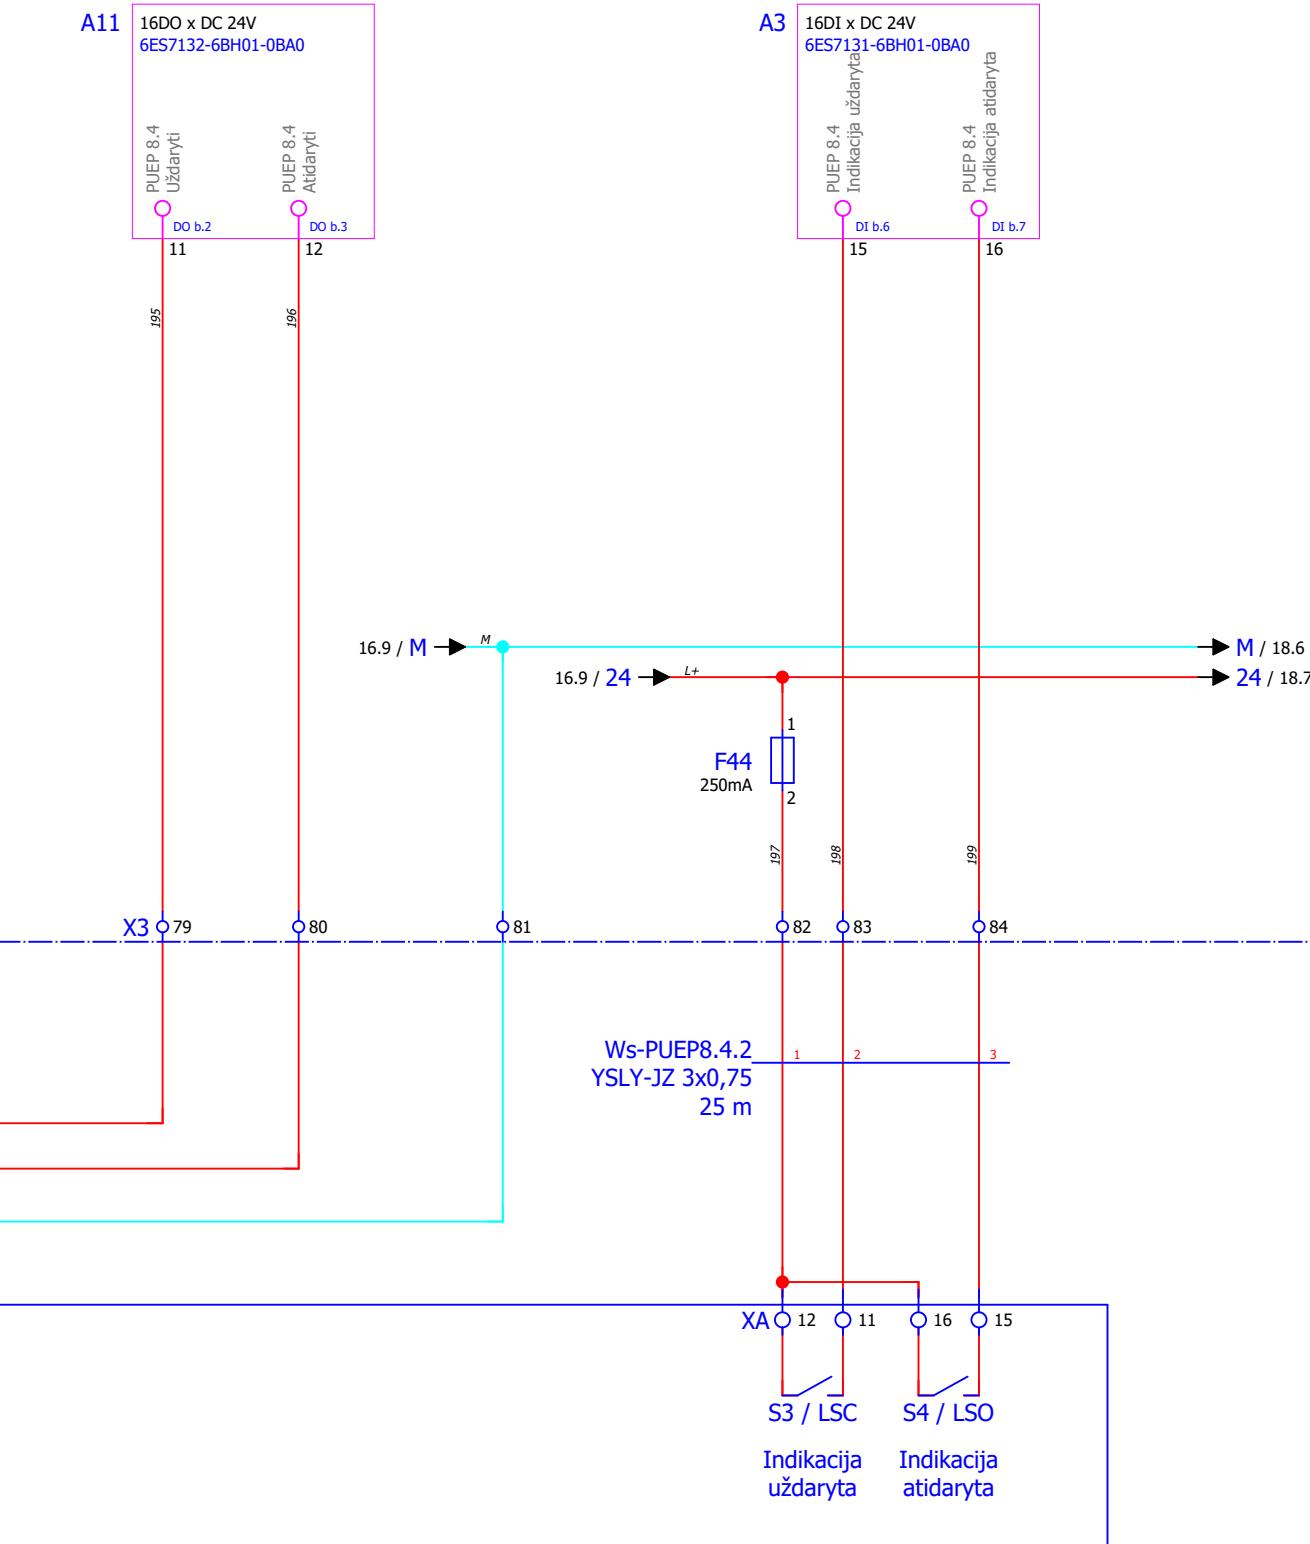 A11
16DO x DC 24V
6ES7132-6BH01-0BA0
PUEP 8.4
Uždaryti
PUEP 8.4
Atidaryti
DO b.2
DO b.3
11
12
A3
16DI x DC 24V
6ES7131-6BH01-0BA0
PUEP 8.4
Indikacija uždaryta
PUEP 8.4
Indikacija atidaryta
DI b.6
DI b.7
15
16
195
196
16.9 / M
M
M / 18.6
16.9 / 24
L+
24 / 18.7
1
F44
250mA
2
197
198
199
X3
79
80
81
82
83
84
Ws-PUEP8.4.2
YSLY-JZ 3x0,75
25 m
1
2
3
XA
12
11
16
15
S3 / LSC
S4 / LSO
Indikacija
uždaryta
Indikacija
atidaryta